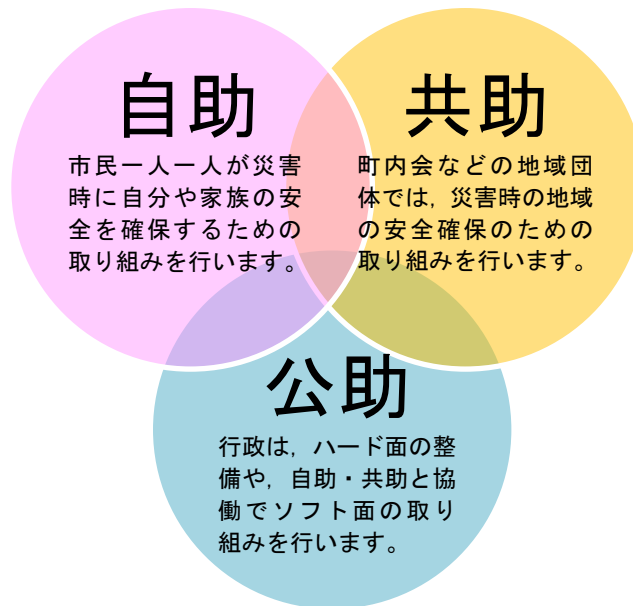 自助
市民一人一人が災害
時に自分や家族の安
全を確保するための
取り組みを行います。
共助
町内会などの地域団
体では，災害時の地域
の安全確保のための
取り組みを行います。
公助
行政は，ハード面の整
備や，自助・共助と協
働でソフト面の取り
組みを行います。